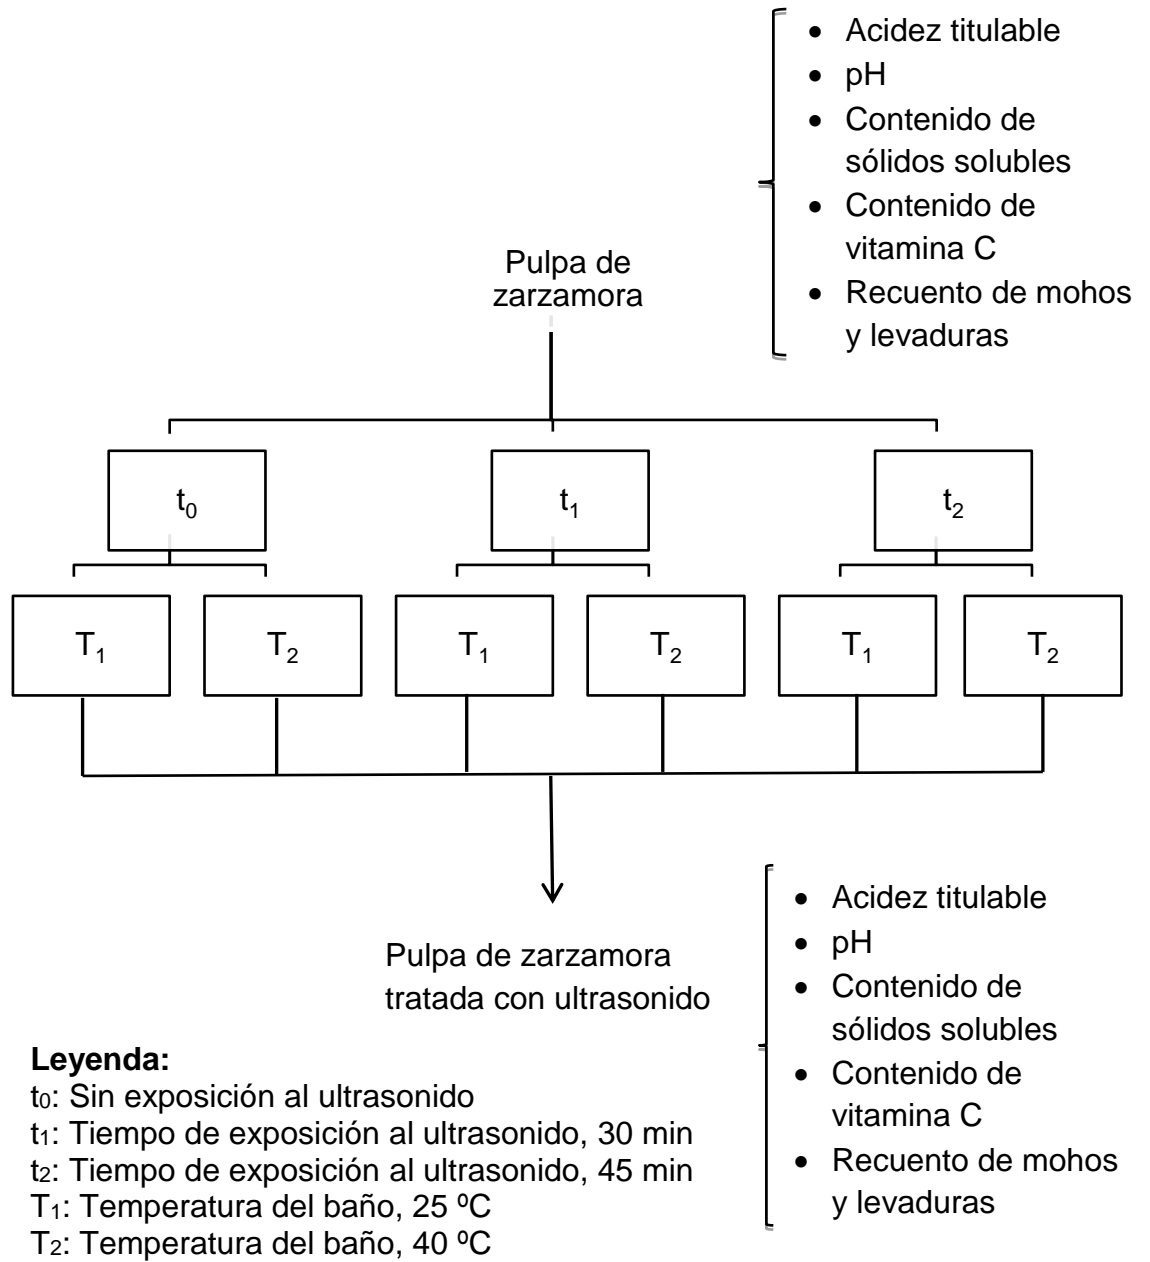 • Acidez titulable
• pH
• Contenido de
sólidos solubles
• Contenido de
vitamina C
• Recuento de mohos
y levaduras
Pulpa de
zarzamora
t₀
t₁
t₂
T₁
T₂
T₁
T₂
T₁
T₂
Pulpa de zarzamora
tratada con ultrasonido
• Acidez titulable
• pH
• Contenido de
sólidos solubles
• Contenido de
vitamina C
• Recuento de mohos
y levaduras
Leyenda:
t₀: Sin exposición al ultrasonido
t₁: Tiempo de exposición al ultrasonido, 30 min
t₂: Tiempo de exposición al ultrasonido, 45 min
T₁: Temperatura del baño, 25 ºC
T₂: Temperatura del baño, 40 ºC